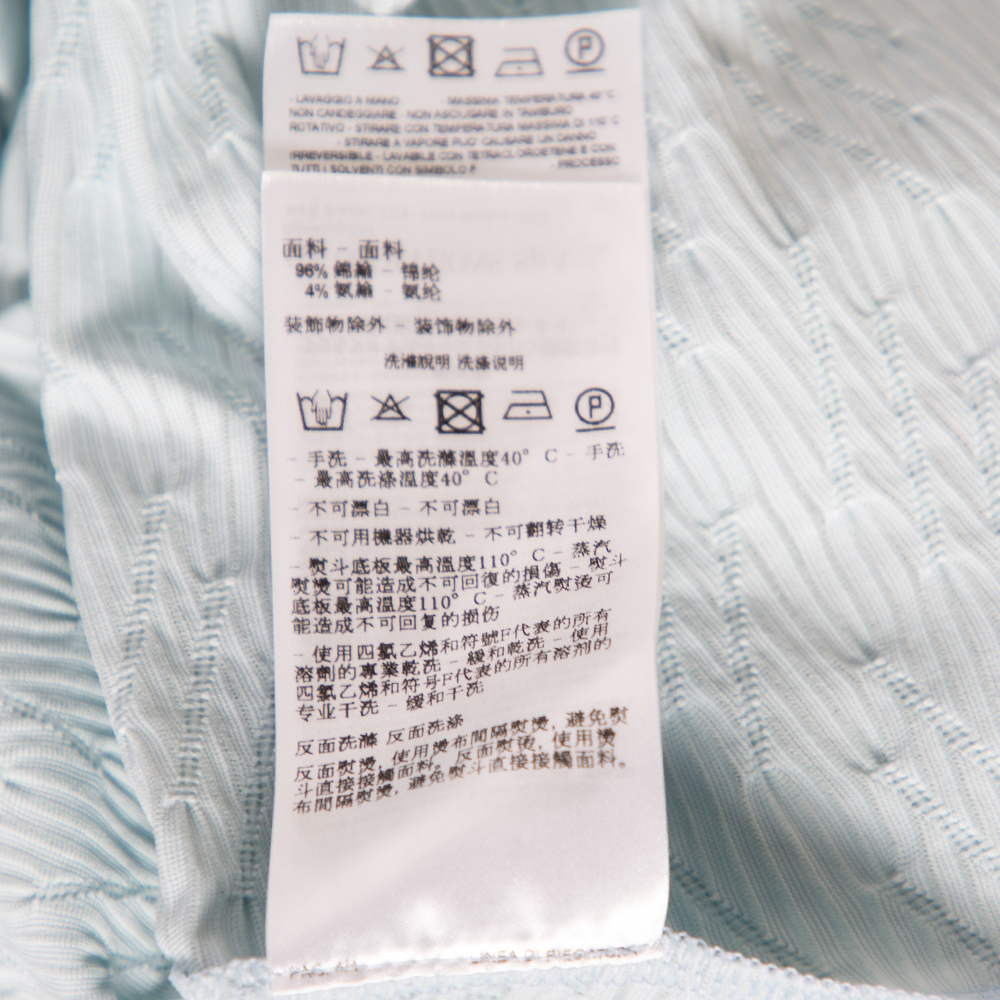 - LAVAGGIO A MANO - MASSIMA TEMPERATURA 40°C -
NON CANDEGGIARE - NON ASCIUGARE IN TAMBURO
ROTATIVO - STIRARE CON TEMPERATURA MASSIMA DI 110°C
- STIRARE A VAPORE PUO' CAUSARE UN DANNO
IRREVERSIBILE - LAVABILE CON TETRACLOROETENE E CON
TUTTI I SOLVENTI CON SIMBOLO F - PROCESSO
面料 - 面料
96% 錦綸 - 锦纶
4% 氨綸 - 氨纶
装飾物除外 - 装饰物除外
洗滌說明 洗涤说明
P
- 手洗 - 最高洗滌溫度40° C - 手洗
- 最高洗涤温度40° C
- 不可漂白 - 不可漂白
- 不可用機器烘乾 - 不可翻转干燥
- 熨斗底板最高溫度110° C - 蒸汽
熨燙可能造成不可回復的損傷 - 熨斗
底板最高温度110° C - 蒸汽熨烫可
能造成不可回复的损伤
- 使用四氯乙烯和符號F代表的所有
溶劑的專業乾洗 - 緩和乾洗 - 使用
四氯乙烯和符号F代表的所有溶剂的
专业干洗 - 缓和干洗
反面洗滌 反面洗涤
反面熨燙，使用燙布間隔熨燙，避免熨
斗直接接觸面料。反面熨烫，使用燙
布間隔熨燙，避免熨斗直接接觸面料。
LINEA DI PIEGATURA